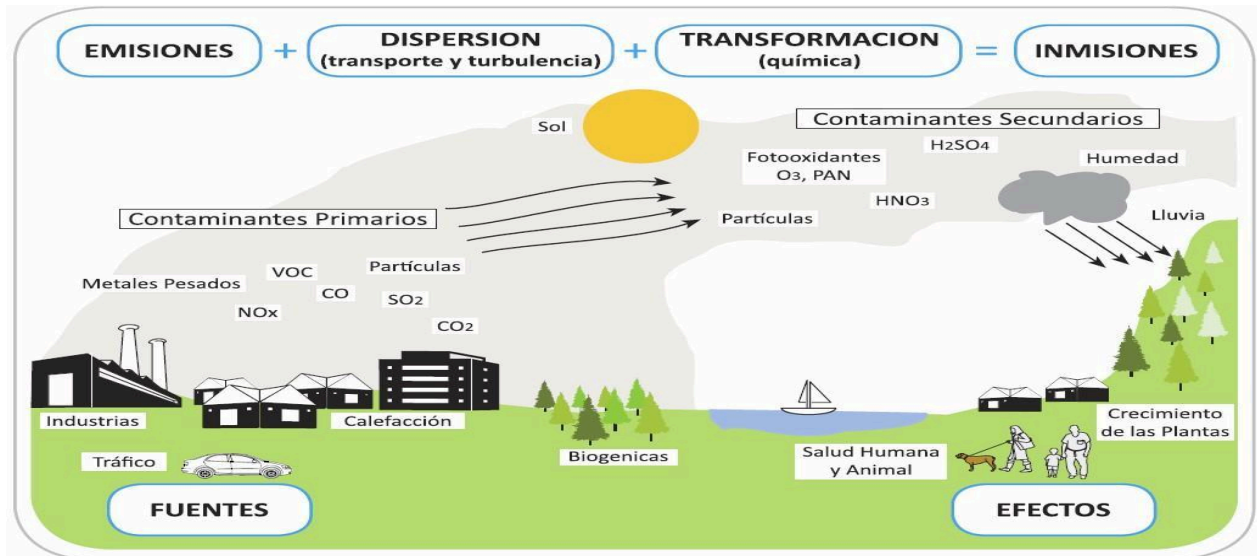 EMISIONES
+
DISPERSION
(transporte y turbulencia)
+
TRANSFORMACION
(química)
=
INMISIONES
Sol
Contaminantes Secundarios
H2SO4
Fotooxidantes
O3, PAN
Humedad
HNO3
Contaminantes Primarios
Partículas
Lluvia
Metales Pesados
VOC
Partículas
CO
SO2
NOx
CO2
Industrias
Calefacción
Crecimiento
de las Plantas
Tráfico
Biogenicas
Salud Humana
y Animal
FUENTES
EFECTOS